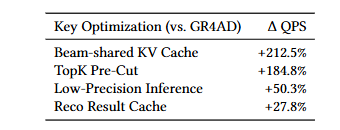 Key Optimization (vs. GR4AD) Δ QPS
Beam-shared KV Cache +212.5%
TopK Pre-Cut +184.8%
Low-Precision Inference +50.3%
Reco Result Cache +27.8%